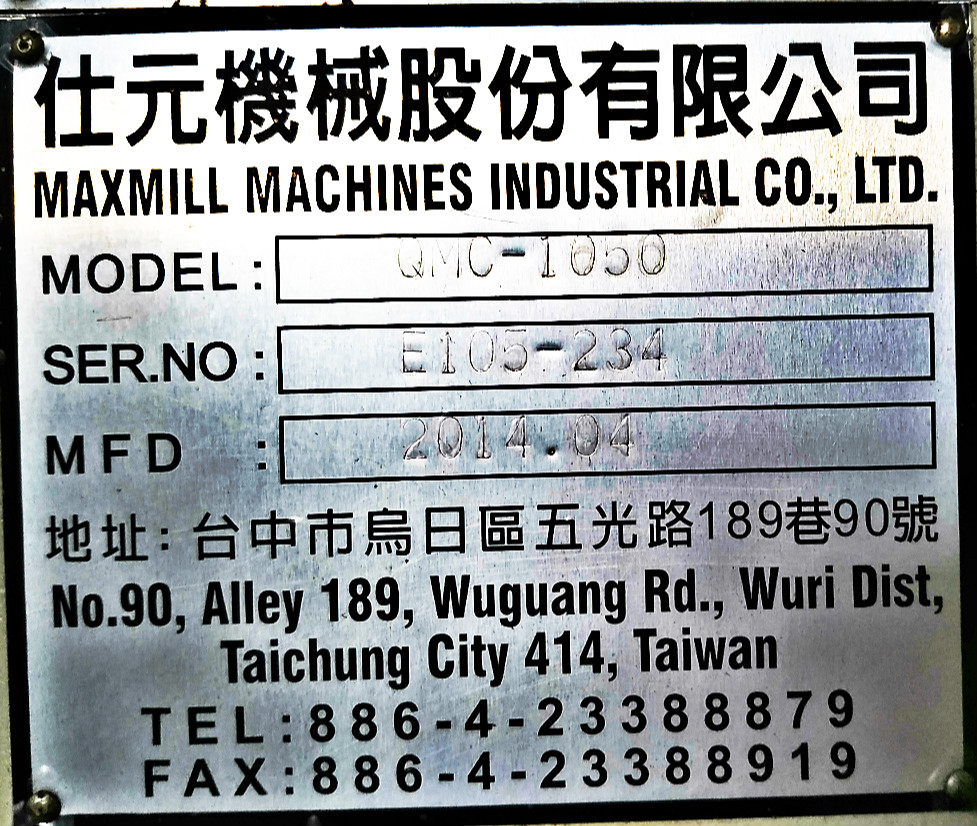 仕元機械股份有限公司
MAXMILL MACHINES INDUSTRIAL CO., LTD.
MODEL: QMC-1050
SER.NO: E105-234
MFD : 2014.04
地址: 台中市烏日區五光路189巷90號
No.90, Alley 189, Wuguang Rd., Wuri Dist,
Taichung City 414, Taiwan
TEL:886-4-23388879
FAX:886-4-23388919